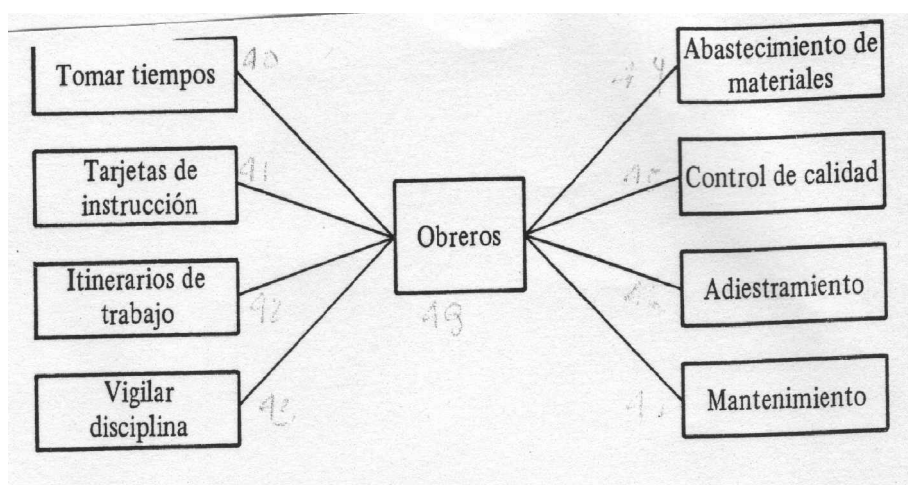 Tomar tiempos
Tarjetas de
instrucción
Itinerarios de
trabajo
Vigilar
disciplina
Obreros
Abastecimiento de
materiales
Control de calidad
Adiestramiento
Mantenimiento